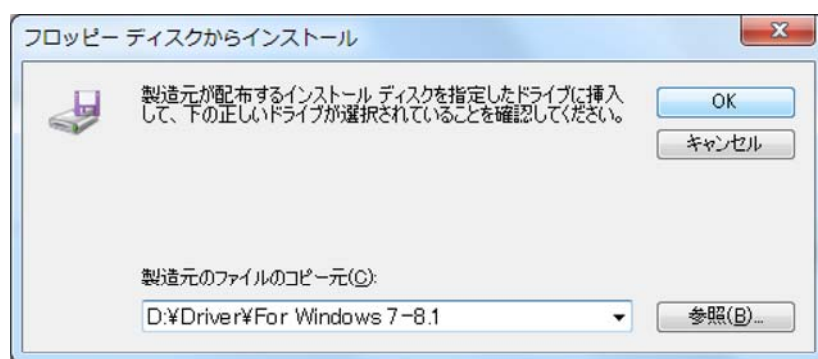 フロッピー ディスクからインストール
製造元が配布するインストール ディスクを指定したドライブに挿入
して、下の正しいドライブが選択されていることを確認してください。
OK
キャンセル
製造元のファイルのコピー元(C):
D:¥Driver¥For Windows 7-8.1
参照(B)...